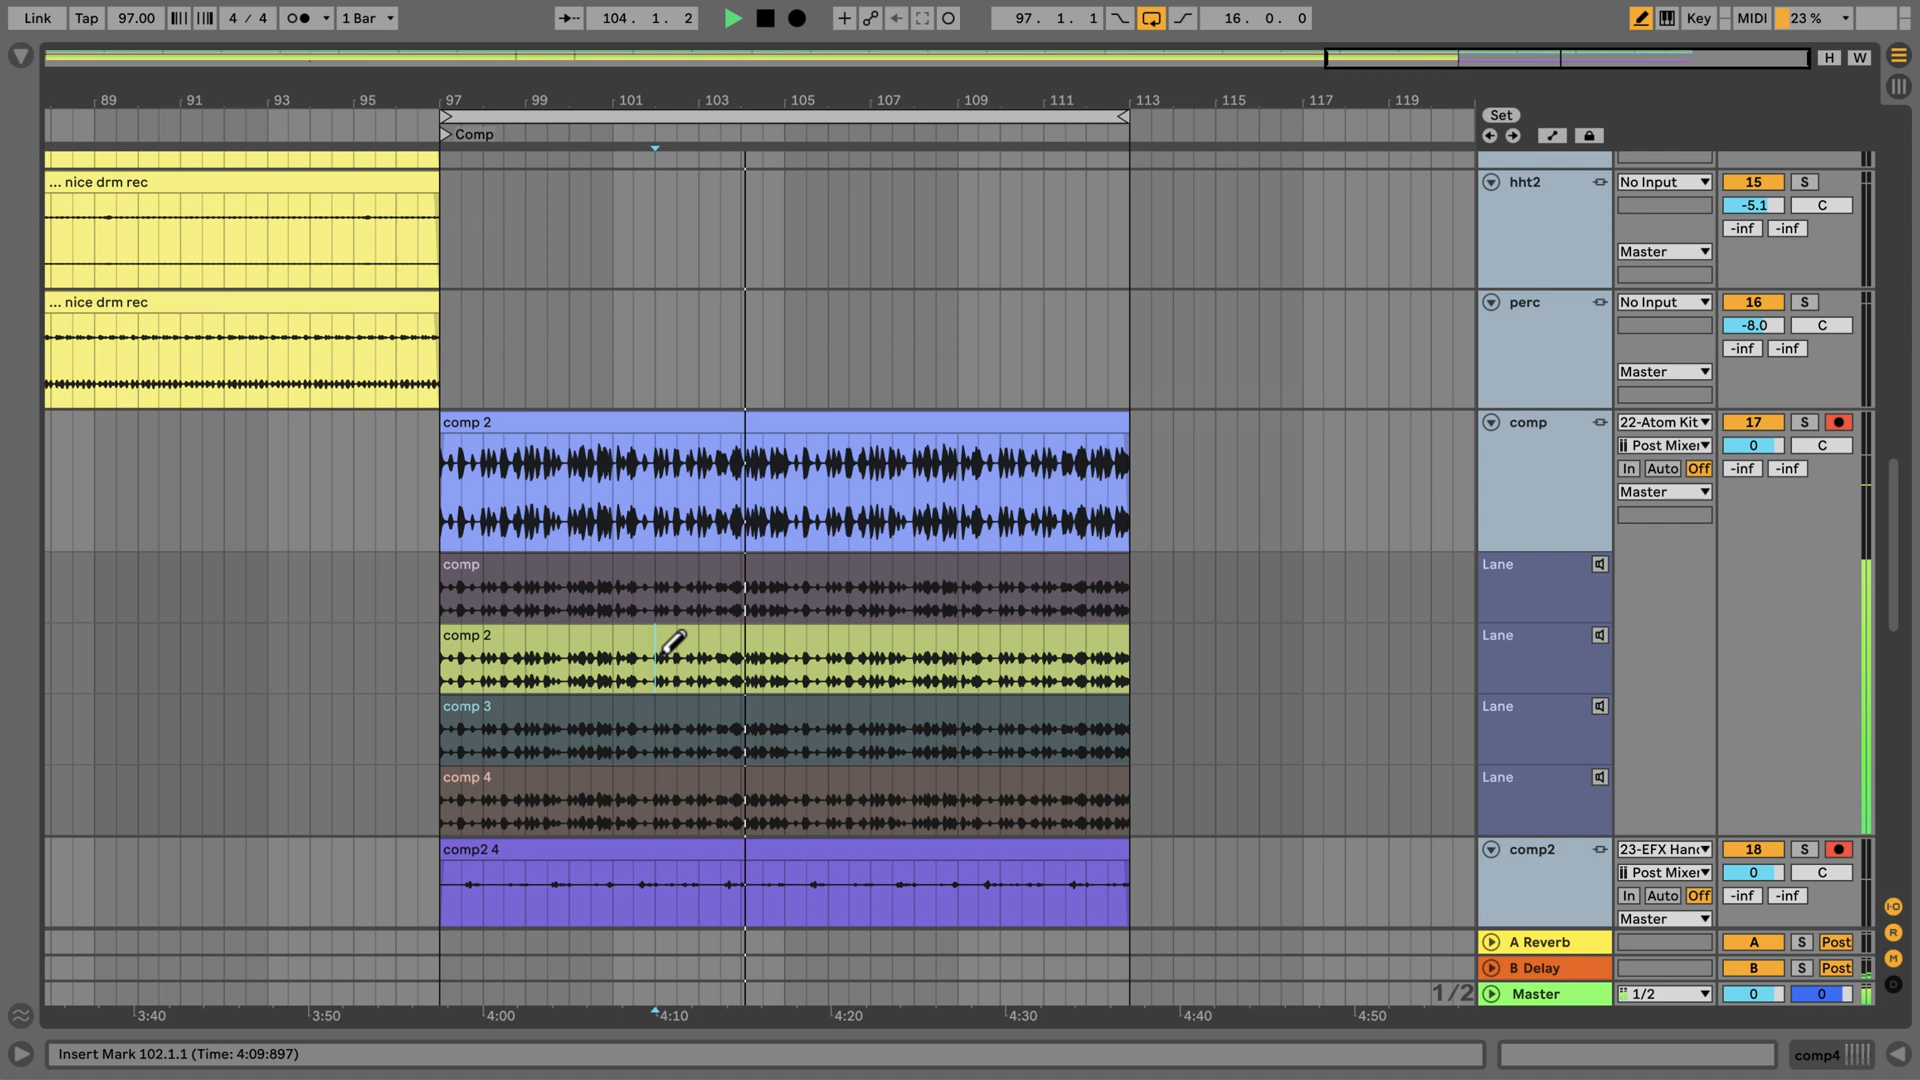 Link Tap 97.00 4 / 4 1 Bar 104. 1. 2 97. 1. 1 16. 0. 0 Key MIDI 23 %
H W
89 91 93 95 97 99 101 103 105 107 109 111 113 115 117 119
Set
Comp
... nice drm rec
hht2 No Input 15 S
-5.1 C
-inf -inf
Master
... nice drm rec
perc No Input 16 S
-8.0 C
-inf -inf
Master
comp 2
comp 22-Atom Kit 17 S
Post Mixer 0 C
In Auto Off -inf -inf
Master
comp
Lane
comp 2
Lane
comp 3
Lane
comp 4
Lane
comp2 4
comp2 23-EFX Hanc 18 S
Post Mixer 0 C
In Auto Off -inf -inf
Master
A Reverb A S Post
B Delay B S Post
1/2 Master 1/2 0 0
3:40 3:50 4:00 4:10 4:20 4:30 4:40 4:50
I·O
R
M
D
Insert Mark 102.1.1 (Time: 4:09:897)
comp4